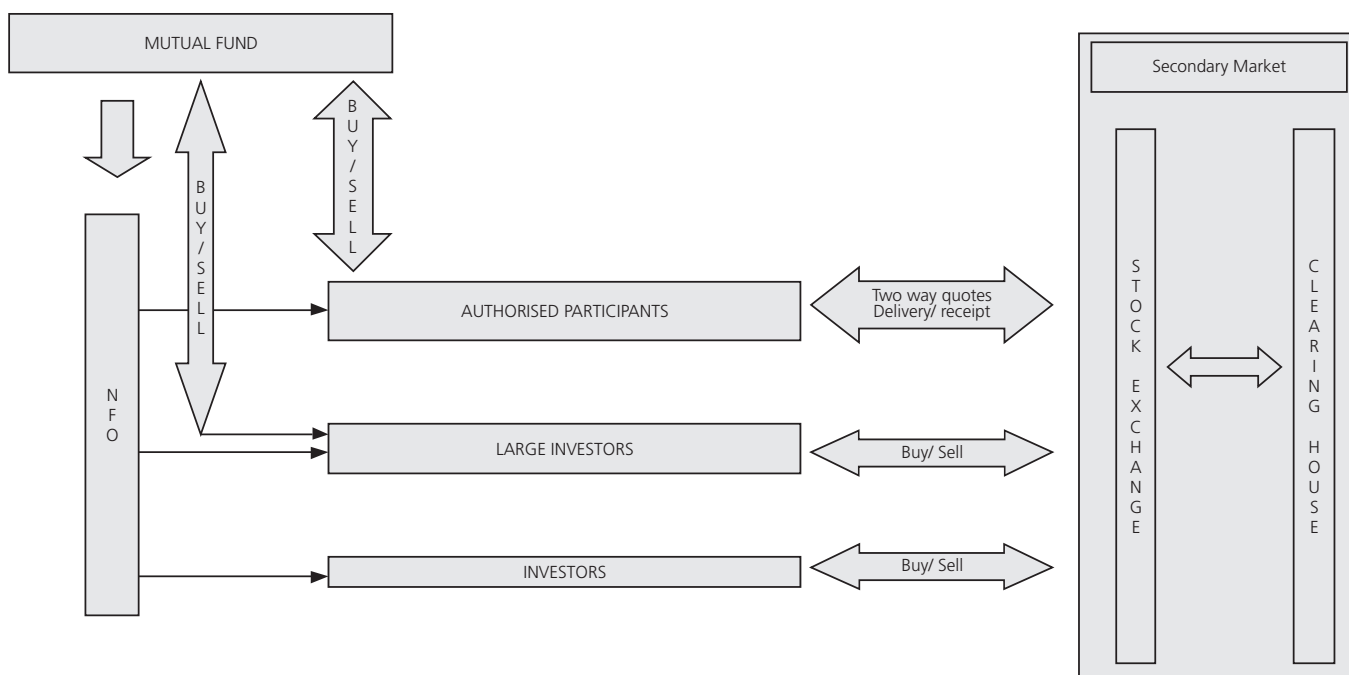 MUTUAL FUND
Secondary Market
BUY/SELL
BUY/SELL
NFO
AUTHORISED PARTICIPANTS
Two way quotes
Delivery/ receipt
LARGE INVESTORS
Buy/ Sell
INVESTORS
Buy/ Sell
STOCK EXCHANGE
CLEARING HOUSE